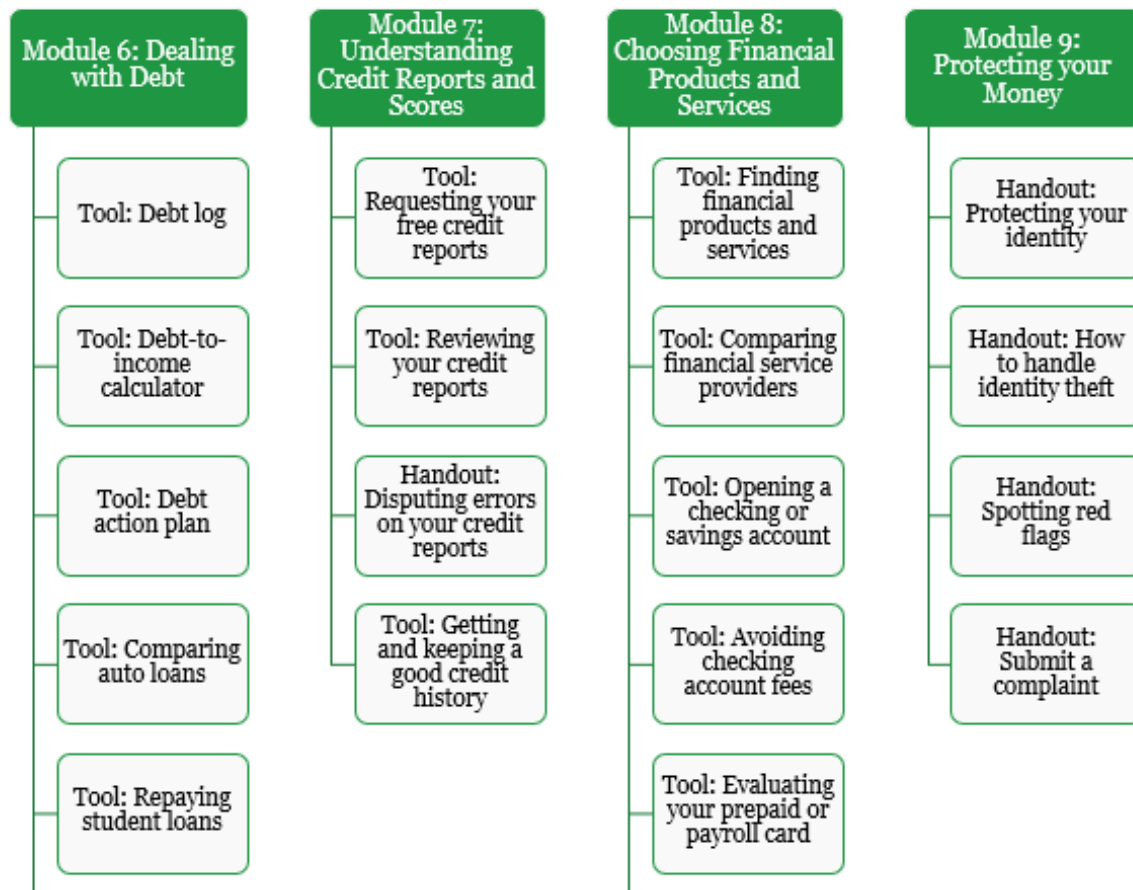 Module 6: Dealing
with Debt
Tool: Debt log
Tool: Debt-to-
income
calculator
Tool: Debt
action plan
Tool: Comparing
auto loans
Tool: Repaying
student loans
Module 7:
Understanding
Credit Reports and
Scores
Tool:
Requesting your
free credit
reports
Tool: Reviewing
your credit
reports
Handout:
Disputing errors
on your credit
reports
Tool: Getting
and keeping a
good credit
history
Module 8:
Choosing Financial
Products and
Services
Tool: Finding
financial
products and
services
Tool: Comparing
financial service
providers
Tool: Opening a
checking or
savings account
Tool: Avoiding
checking
account fees
Tool: Evaluating
your prepaid or
payroll card
Module 9:
Protecting your
Money
Handout:
Protecting your
identity
Handout: How
to handle
identity theft
Handout:
Spotting red
flags
Handout:
Submit a
complaint